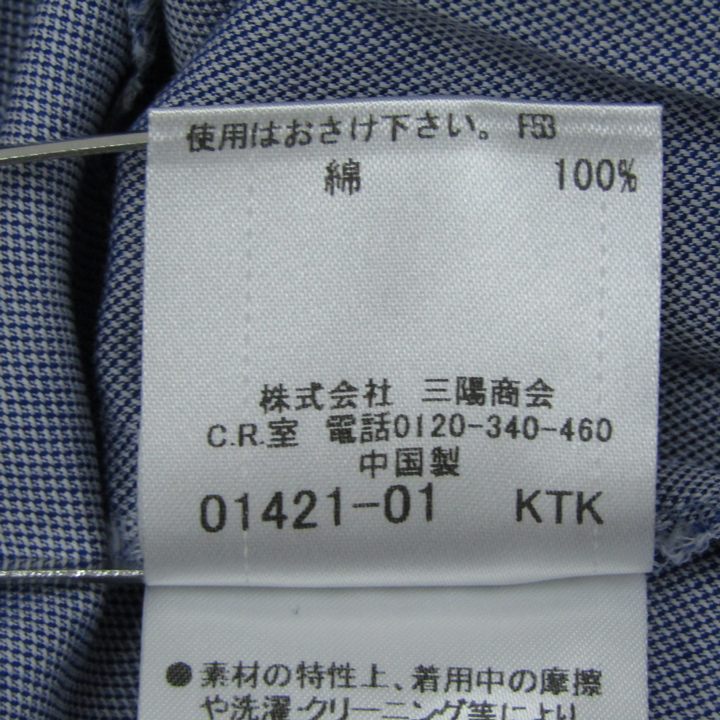 使用はおさけ下さい。 F53
綿 100%
株式会社 三陽商会
C.R.室 電話0120-340-460
中国製
01421-01 KTK
●素材の特性上、着用中の摩擦
や洗濯・クリーニング等により